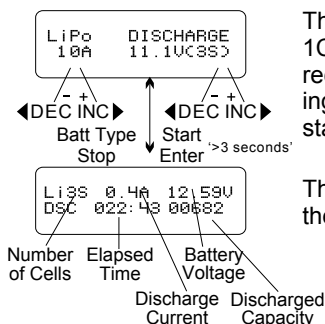 LiPo DISCHARGE
10A 11.1V(3S)
- + - +
◀DEC INC▶ ◀DEC INC▶
Batt Type Start
Stop Enter '>3 seconds'
Li3S 0.4A 12.59V
DSC 022:43 00682
Number of Cells
Elapsed Time
Battery Voltage
Discharge Current
Discharged Capacity
Th
ing
sta
Th
the